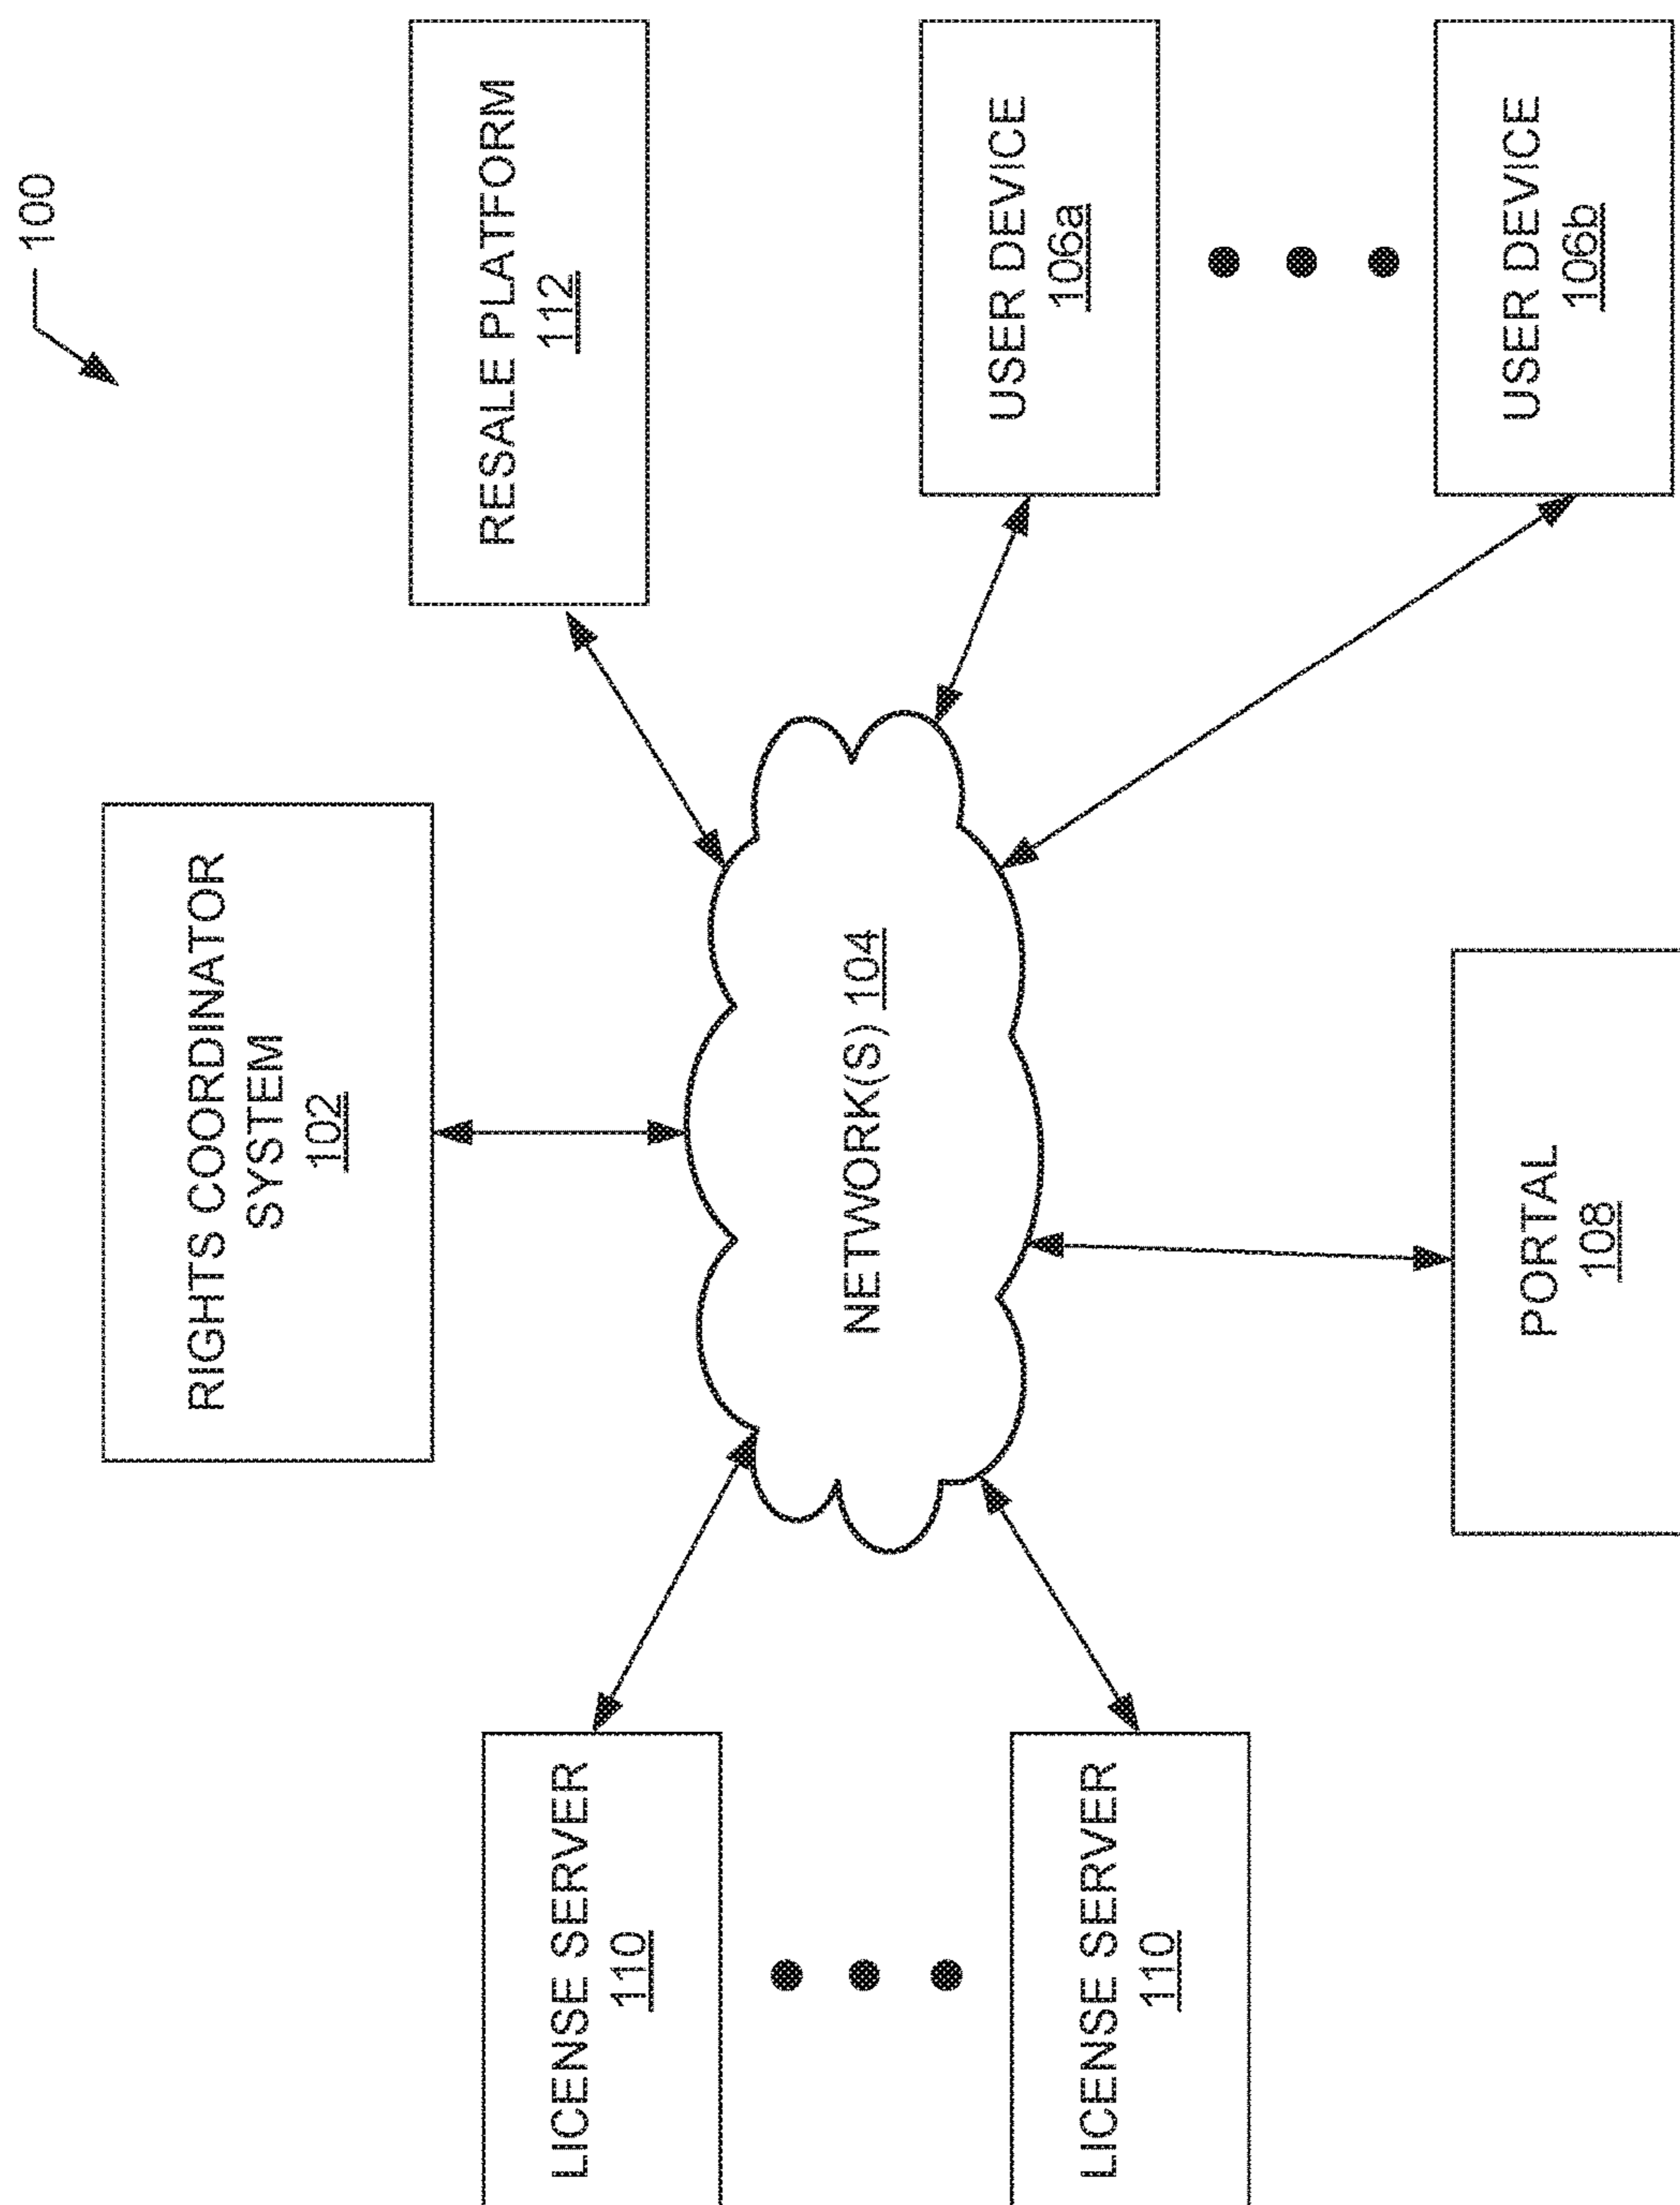 100
RIGHTS COORDINATOR
SYSTEM
102
RESALE PLATFORM
112
LICENSE SERVER
110
NETWORK(S) 104
USER DEVICE
106a
LICENSE SERVER
110
PORTAL
108
USER DEVICE
106b